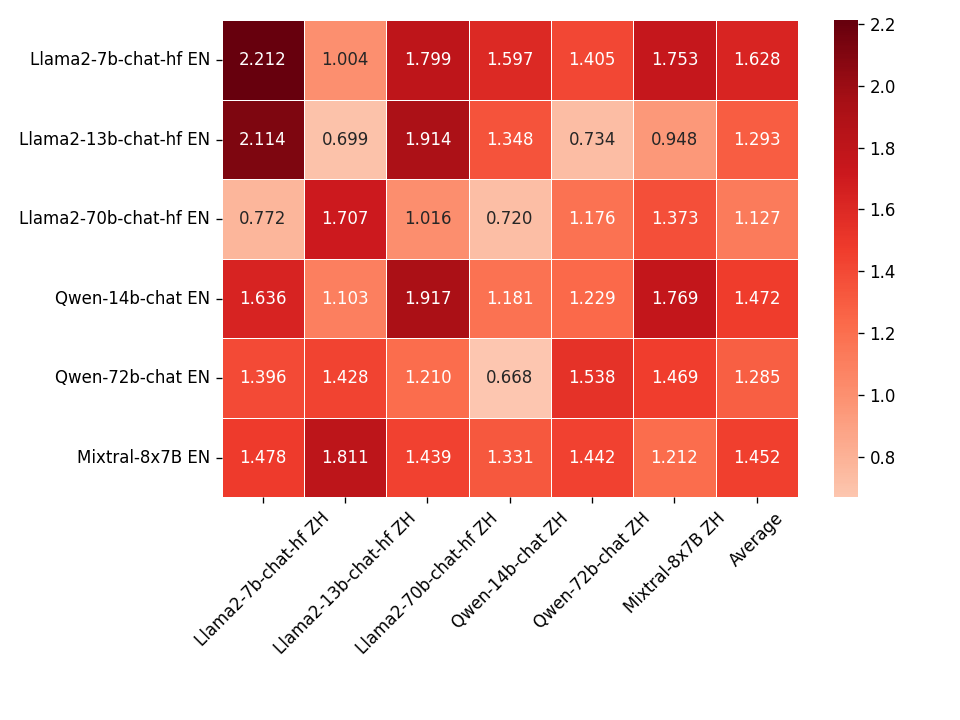 Llama2-7b-chat-hf EN 2.212 1.004 1.799 1.597 1.405 1.753 1.628
Llama2-13b-chat-hf EN 2.114 0.699 1.914 1.348 0.734 0.948 1.293
Llama2-70b-chat-hf EN 0.772 1.707 1.016 0.720 1.176 1.373 1.127
Qwen-14b-chat EN 1.636 1.103 1.917 1.181 1.229 1.769 1.472
Qwen-72b-chat EN 1.396 1.428 1.210 0.668 1.538 1.469 1.285
Mixtral-8x7B EN 1.478 1.811 1.439 1.331 1.442 1.212 1.452
Llama2-7b-chat-hf ZH
Llama2-13b-chat-hf ZH
Llama2-70b-chat-hf ZH
Qwen-14b-chat ZH
Qwen-72b-chat ZH
Mixtral-8x7B ZH
Average
2.2
2.0
1.8
1.6
1.4
1.2
1.0
0.8